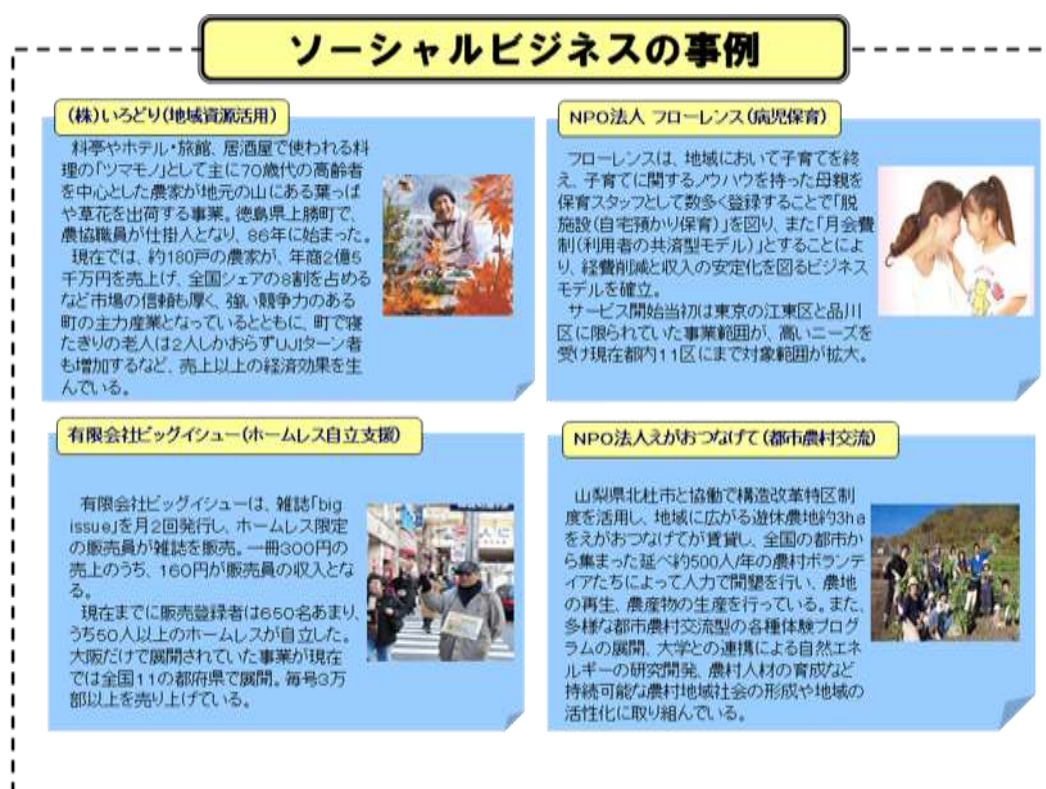 ソーシャルビジネスの事例
(株)いろどり(地域資源活用)
料亭やホテル・旅館、居酒屋で使われる料
理の「ツマモノ」として主に70歳代の高齢者
を中心とした農家が地元の山にある葉っぱ
や草花を出荷する事業。徳島県上勝町で、
農協職員が仕掛人となり、86年に始まった。
現在では、約180戸の農家が、年商2億5
千万円を売上げ、全国シェアの8割を占める
など市場の信頼も厚く、強い競争力のある
町の主力産業となっているとともに、町で寝
たきりの老人は2人しかおらずUJIターン者
も増加するなど、売上以上の経済効果を生
んでいる。
NPO法人 フローレンス(病児保育)
フローレンスは、地域において子育てを終
え、子育てに関するノウハウを持った母親を
保育スタッフとして数多く登録することで「脱
施設(自宅預かり保育)」を図り、また「月会費
制(利用者の共済型モデル)」とすることによ
り、経費削減と収入の安定化を図るビジネス
モデルを確立。
サービス開始当初は東京の江東区と品川
区に限られていた事業範囲が、高いニーズを
受け現在都内11区にまで対象範囲が拡大。
有限会社ビッグイシュー(ホームレス自立支援)
有限会社ビッグイシューは、雑誌「big
issue」を月2回発行し、ホームレス限定
の販売員が雑誌を販売。一冊300円の
売上のうち、160円が販売員の収入とな
る。
現在までに販売登録者は650名あまり、
うち50人以上のホームレスが自立した。
大阪だけで展開されていた事業が現在
では全国11の都府県で展開。毎号3万
部以上を売り上げている。
NPO法人えがおつなげて(都市農村交流)
山梨県北杜市と協働で構造改革特区制
度を活用し、地域に広がる遊休農地約3ha
をえがおつなげてが賃貸し、全国の都市か
ら集まった延べ約500人/年の農村ボランテ
ィアたちによって人力で開墾を行い、農地
の再生、農産物の生産を行っている。また、
多様な都市農村交流型の各種体験プログ
ラムの展開、大学との連携による自然エネ
ルギーの研究開発、農村人材の育成など
持続可能な農村地域社会の形成や地域の
活性化に取り組んでいる。